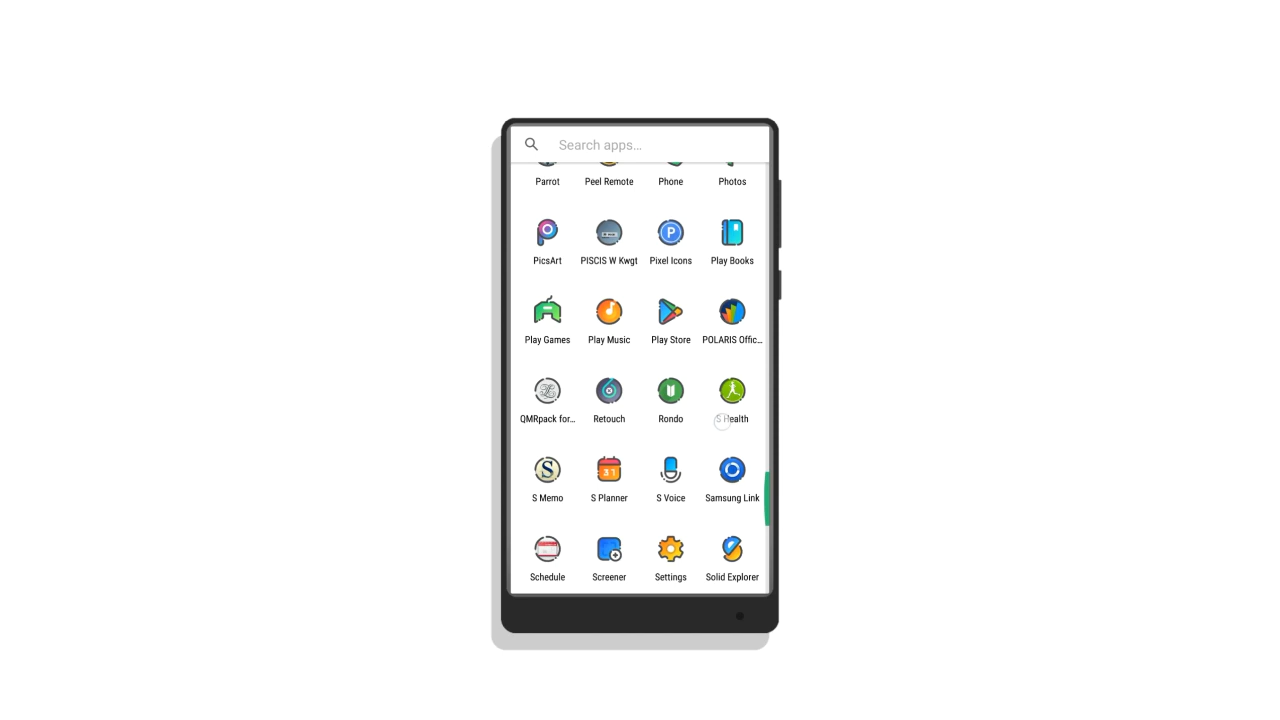 Search apps...
Parrot Peel Remote Phone Photos
P
PicsArt PISCIS W Kwgt Pixel Icons Play Books
Play Games Play Music Play Store POLARIS Offic...
QMRpack for... Retouch Rondo S Health
S 31
S Memo S Planner S Voice Samsung Link
Schedule Screener Settings Solid Explorer